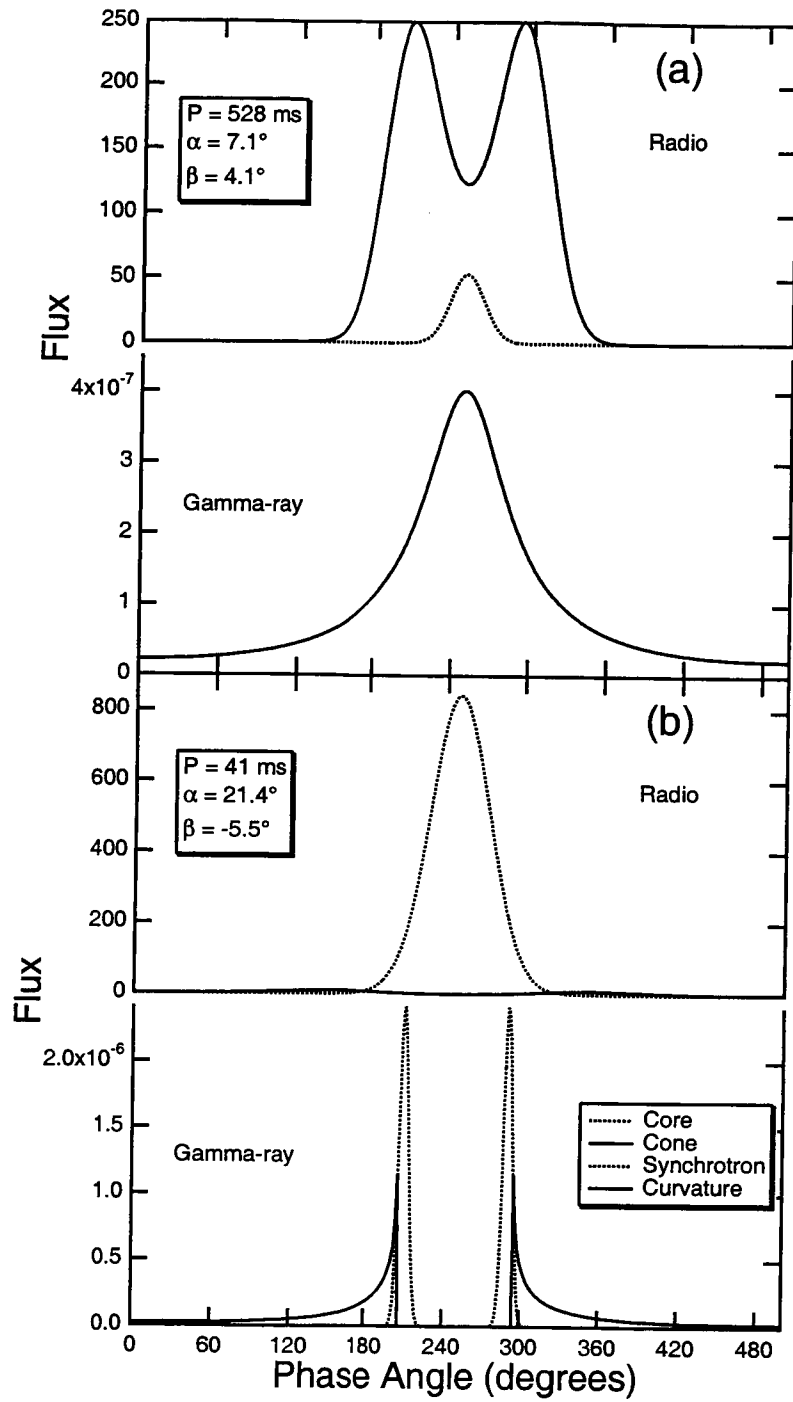 250
200
150
100
50
0
(a)
P = 528 ms
α = 7.1°
β = 4.1°
Radio
Flux
4x10⁻⁷
3
2
1
0
Gamma-ray
800
600
400
200
0
(b)
P = 41 ms
α = 21.4°
β = -5.5°
Radio
Flux
2.0x10⁻⁶
1.5
1.0
0.5
0.0
Gamma-ray
Core
Cone
Synchrotron
Curvature
0 60 120 180 240 300 360 420 480
Phase Angle (degrees)